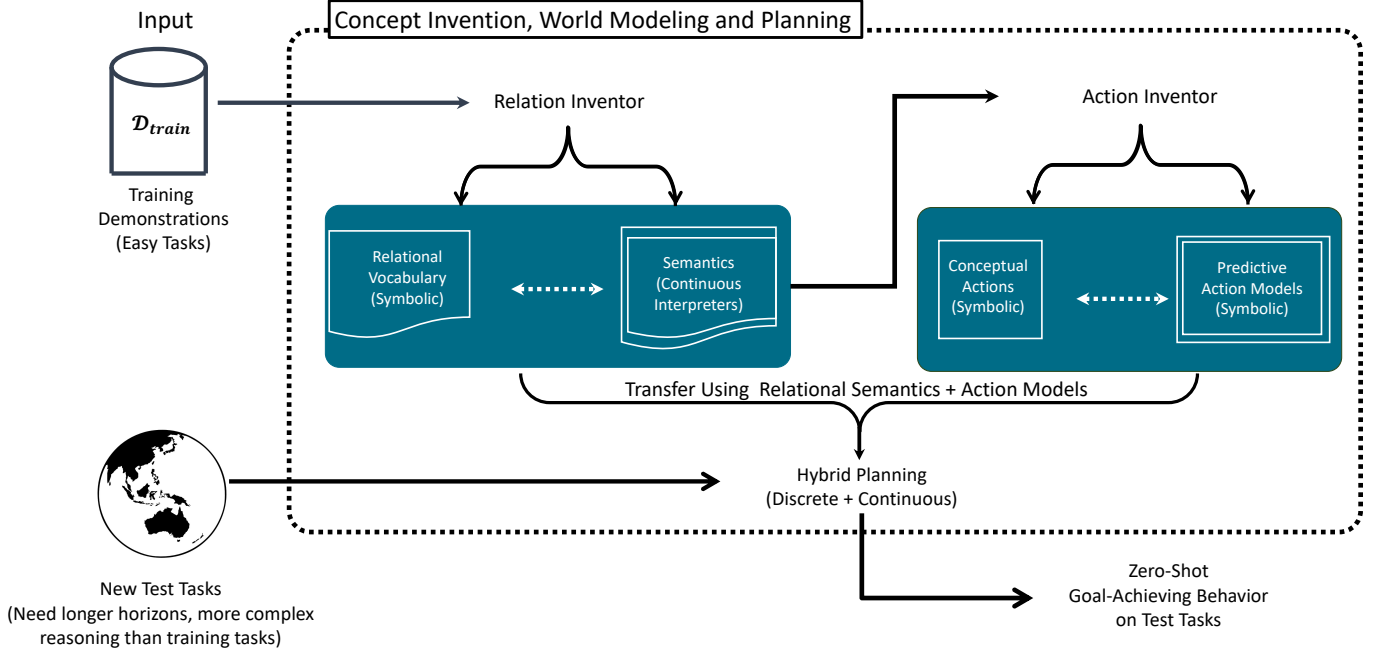 Input
Concept Invention, World Modeling and Planning
𝒟train
Training
Demonstrations
(Easy Tasks)
Relation Inventor
Action Inventor
Relational
Vocabulary
(Symbolic)
Semantics
(Continuous
Interpreters)
Conceptual
Actions
(Symbolic)
Predictive
Action Models
(Symbolic)
Transfer Using Relational Semantics + Action Models
Hybrid Planning
(Discrete + Continuous)
New Test Tasks
(Need longer horizons, more complex
reasoning than training tasks)
Zero-Shot
Goal-Achieving Behavior
on Test Tasks